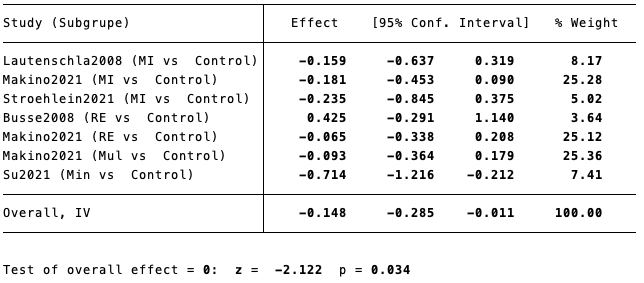 Study (Subgrupe) Effect [95% Conf. Interval] % Weight
Lautenschla2008 (MI vs Control) -0.159 -0.637 0.319 8.17
Makino2021 (MI vs Control) -0.181 -0.453 0.090 25.28
Stroehlein2021 (MI vs Control) -0.235 -0.845 0.375 5.02
Busse2008 (RE vs Control) 0.425 -0.291 1.140 3.64
Makino2021 (RE vs Control) -0.065 -0.338 0.208 25.12
Makino2021 (Mul vs Control) -0.093 -0.364 0.179 25.36
Su2021 (Min vs Control) -0.714 -1.216 -0.212 7.41
Overall, IV -0.148 -0.285 -0.011 100.00
Test of overall effect = 0: z = -2.122 p = 0.034